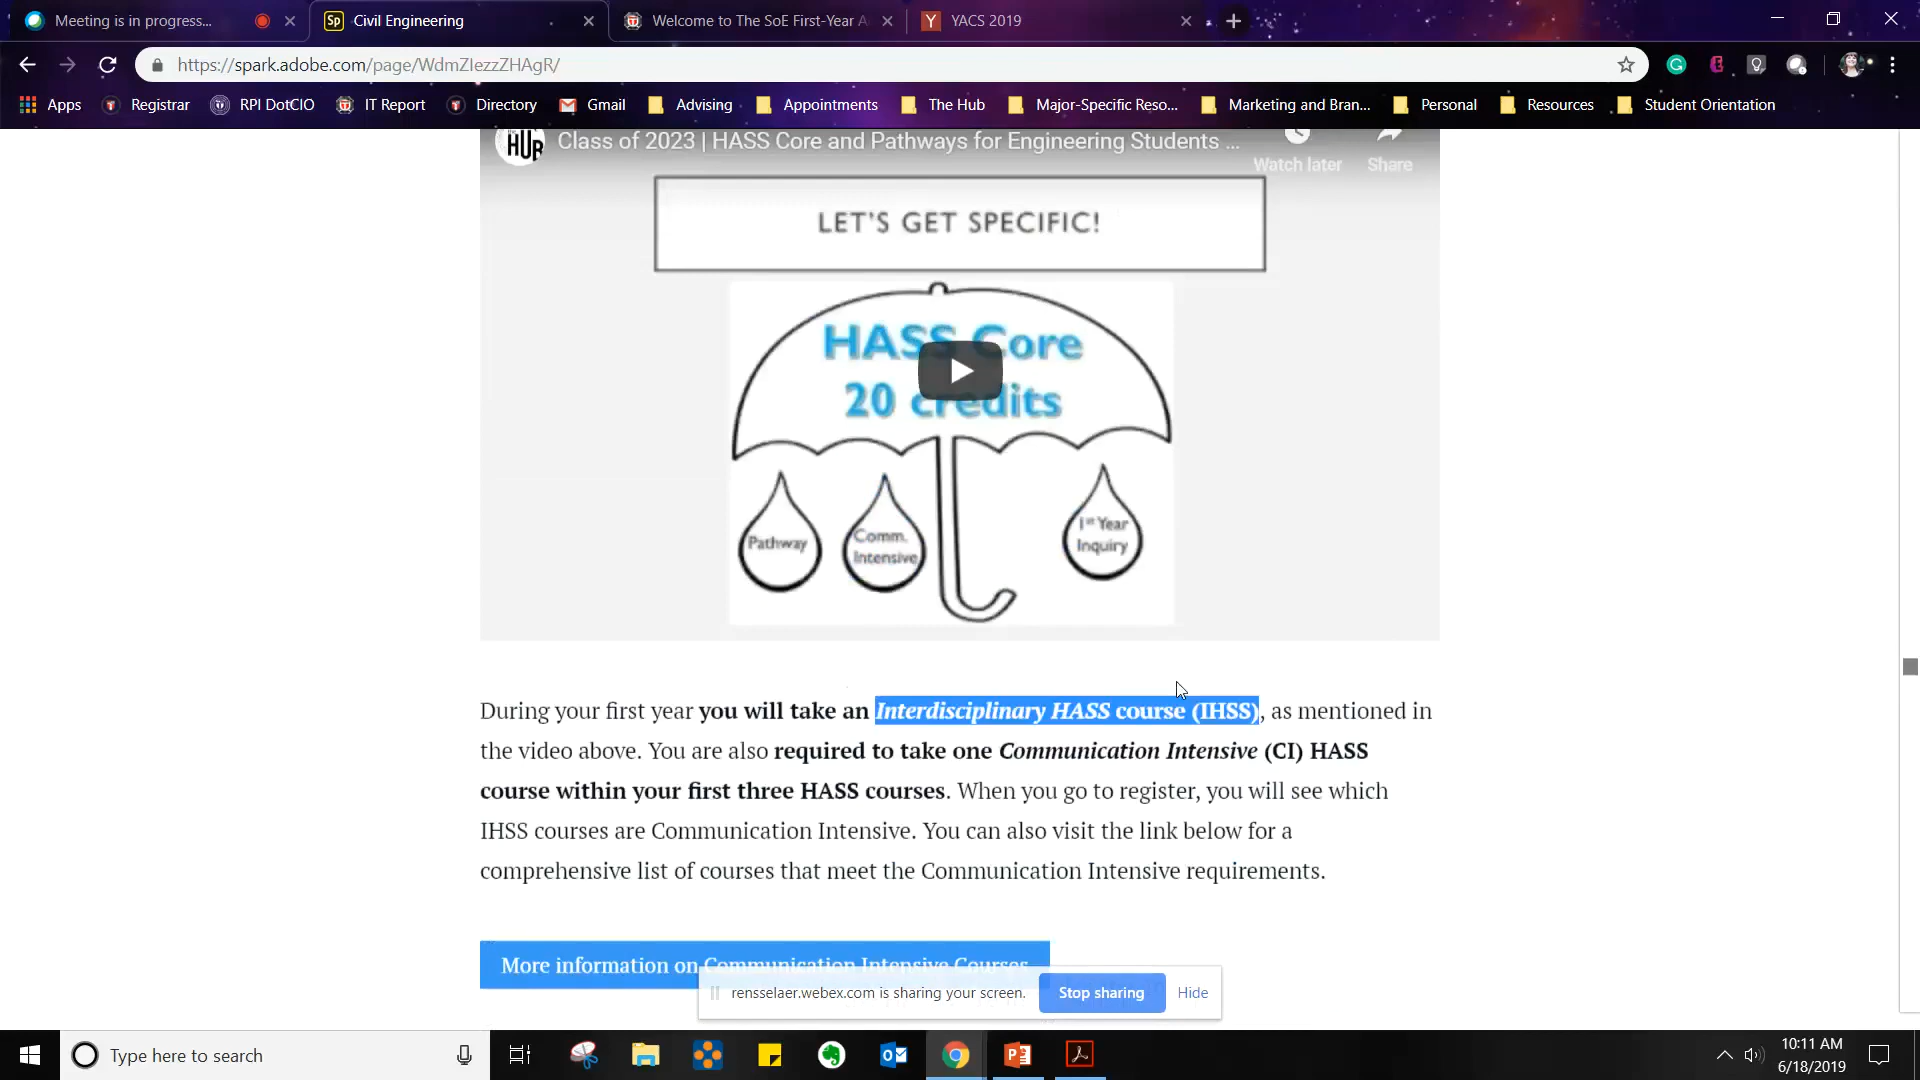 Meeting is in progress...
Sp Civil Engineering
Welcome to The SoE First-Year A
Y YACS 2019
https://spark.adobe.com/page/WdmZIezzZHAgR/
Apps Registrar RPI DotCIO IT Report Directory Gmail Advising Appointments The Hub Major-Specific Reso... Marketing and Bran... Personal Resources Student Orientation
HUB Class of 2023 | HASS Core and Pathways for Engineering Students ...
Watch later Share
LET'S GET SPECIFIC!
HASS Core
20 credits
Pathway
Comm.
Intensive
1st Year
Inquiry
During your first year you will take an Interdisciplinary HASS course (IHSS), as mentioned in
the video above. You are also required to take one Communication Intensive (CI) HASS
course within your first three HASS courses. When you go to register, you will see which
IHSS courses are Communication Intensive. You can also visit the link below for a
comprehensive list of courses that meet the Communication Intensive requirements.
More information on Communication Intensive Courses
rensselaer.webex.com is sharing your screen. Stop sharing Hide
Type here to search
10:11 AM
6/18/2019